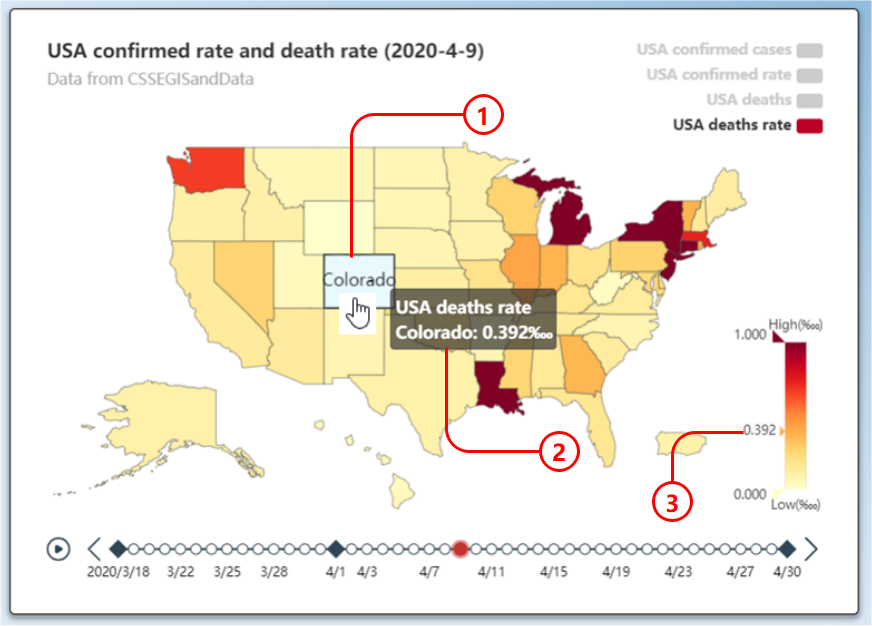 USA confirmed rate and death rate (2020-4-9)
Data from CSSEGISandData
USA confirmed cases
USA confirmed rate
USA deaths
USA deaths rate
1
Colorado
USA deaths rate
Colorado: 0.392‱
High(‱)
1.000
0.392
2
3
0.000
Low(‱)
2020/3/18 3/22 3/25 3/28 4/1 4/3 4/7 4/11 4/15 4/19 4/23 4/27 4/30